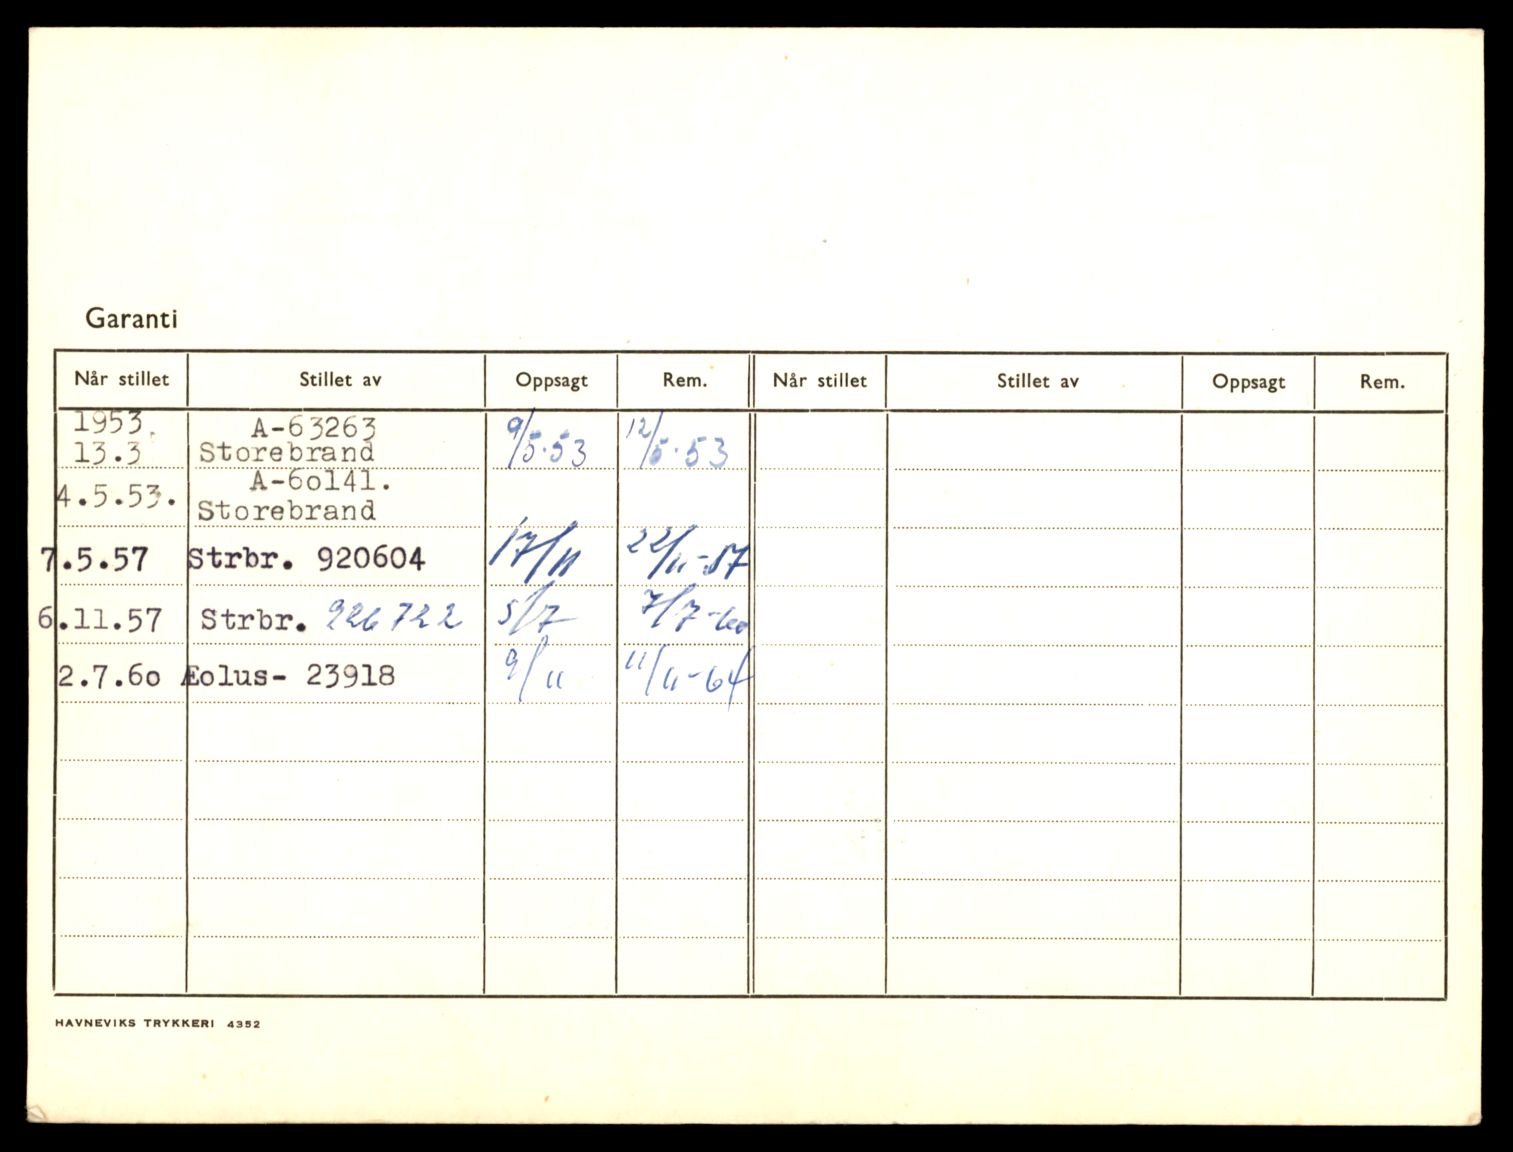 Garanti
Når stillet Stillet av Oppsagt Rem. Når stillet Stillet av Oppsagt Rem.
1953. A-63263
13.3 Storebrand 9/5.53 12/5.53
A-6o141.
4.5.53. Storebrand
7.5.57 Strbr. 920604 17/11 22/11-57
6.11.57 Strbr. 926722 5/7 7/7-60
2.7.6o Æolus- 23918 9/11 11/11-64
HAVNEVIKS TRYKKERI 4352